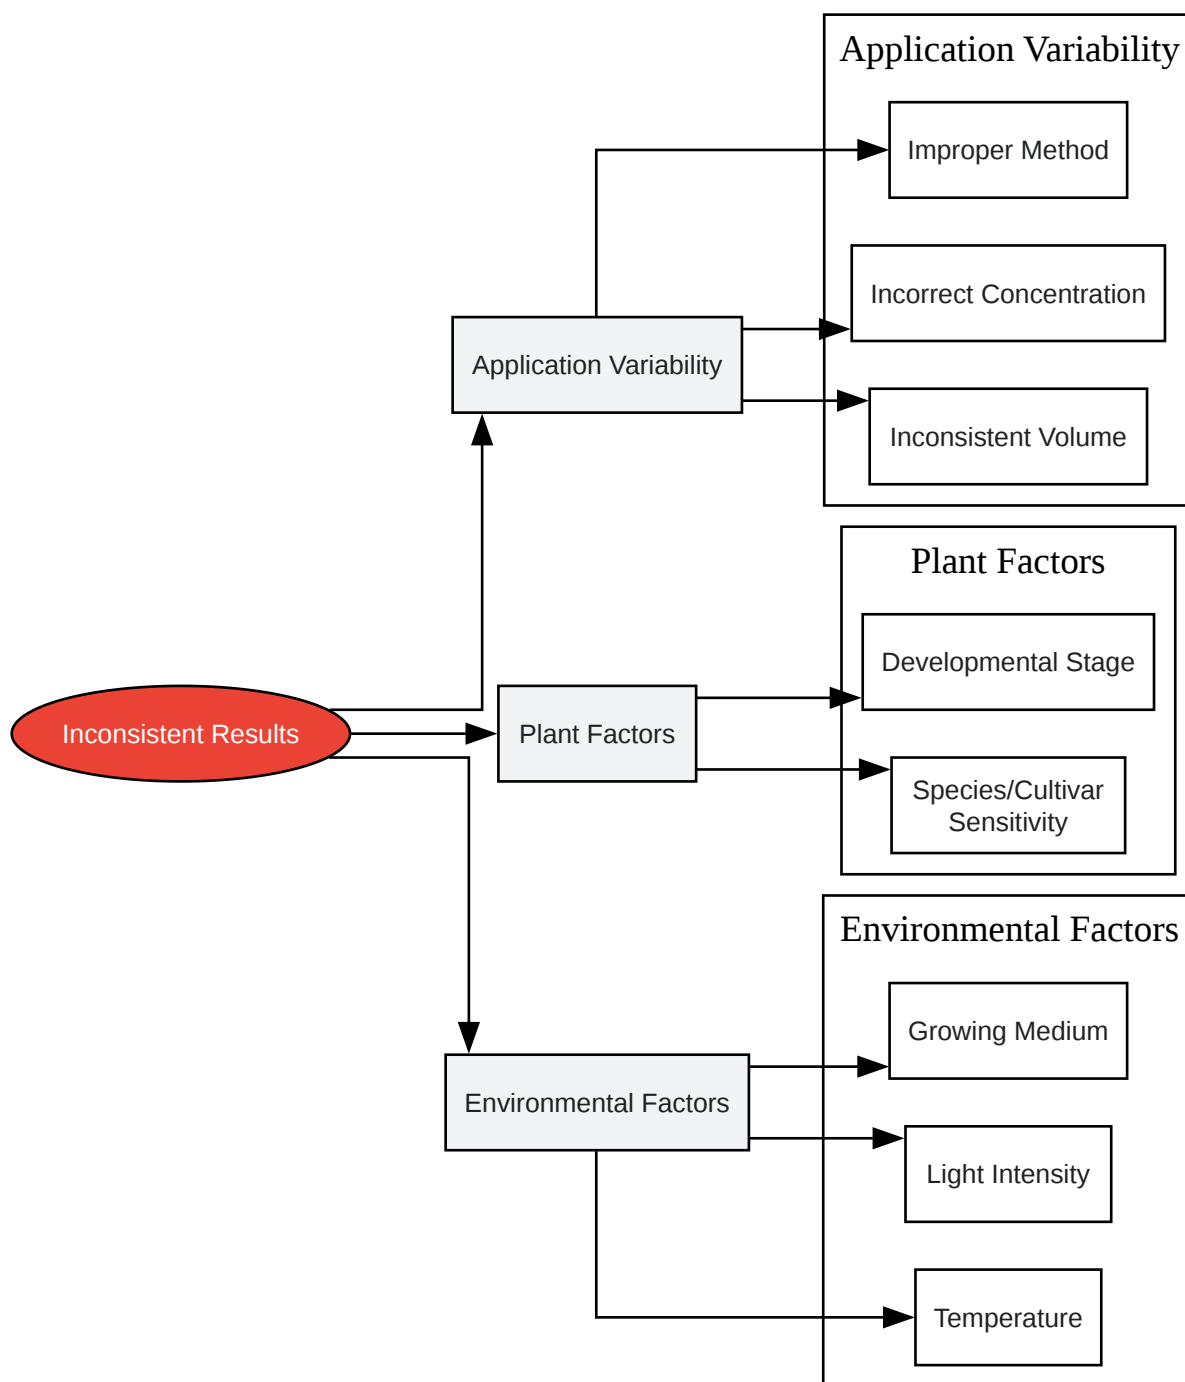 Application Variability
Improper Method
Incorrect Concentration
Application Variability
Inconsistent Volume
Plant Factors
Developmental Stage
Inconsistent Results
Plant Factors
Species/Cultivar
Sensitivity
Environmental Factors
Growing Medium
Environmental Factors
Light Intensity
Temperature